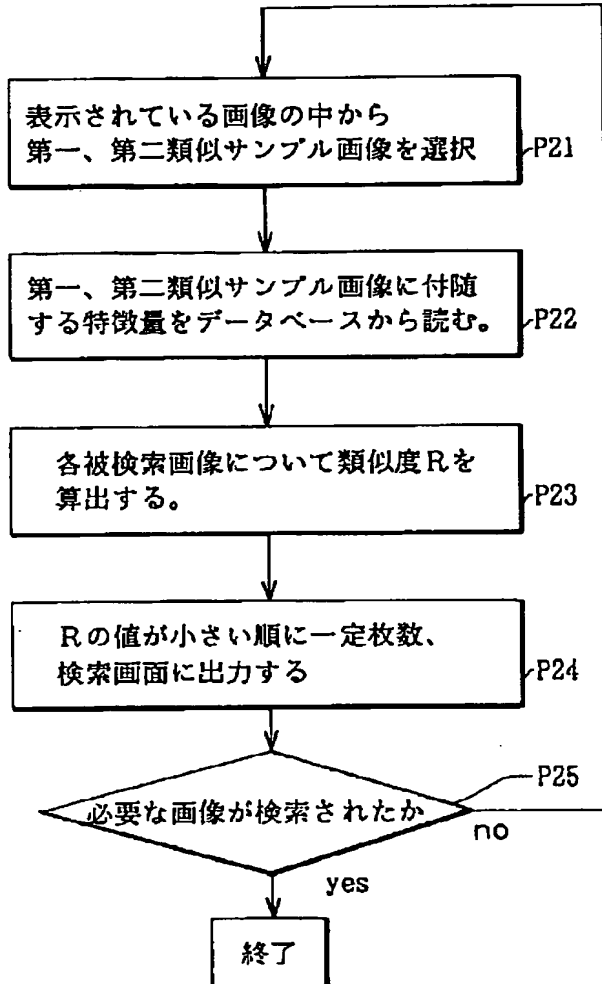 表示されている画像の中から
第一、第二類似サンプル画像を選択
P21
第一、第二類似サンプル画像に付随
する特徴量をデータベースから読む。
P22
各被検索画像について類似度Rを
算出する。
P23
Rの値が小さい順に一定枚数、
検索画面に出力する
P24
P25
必要な画像が検索されたか
no
yes
終了